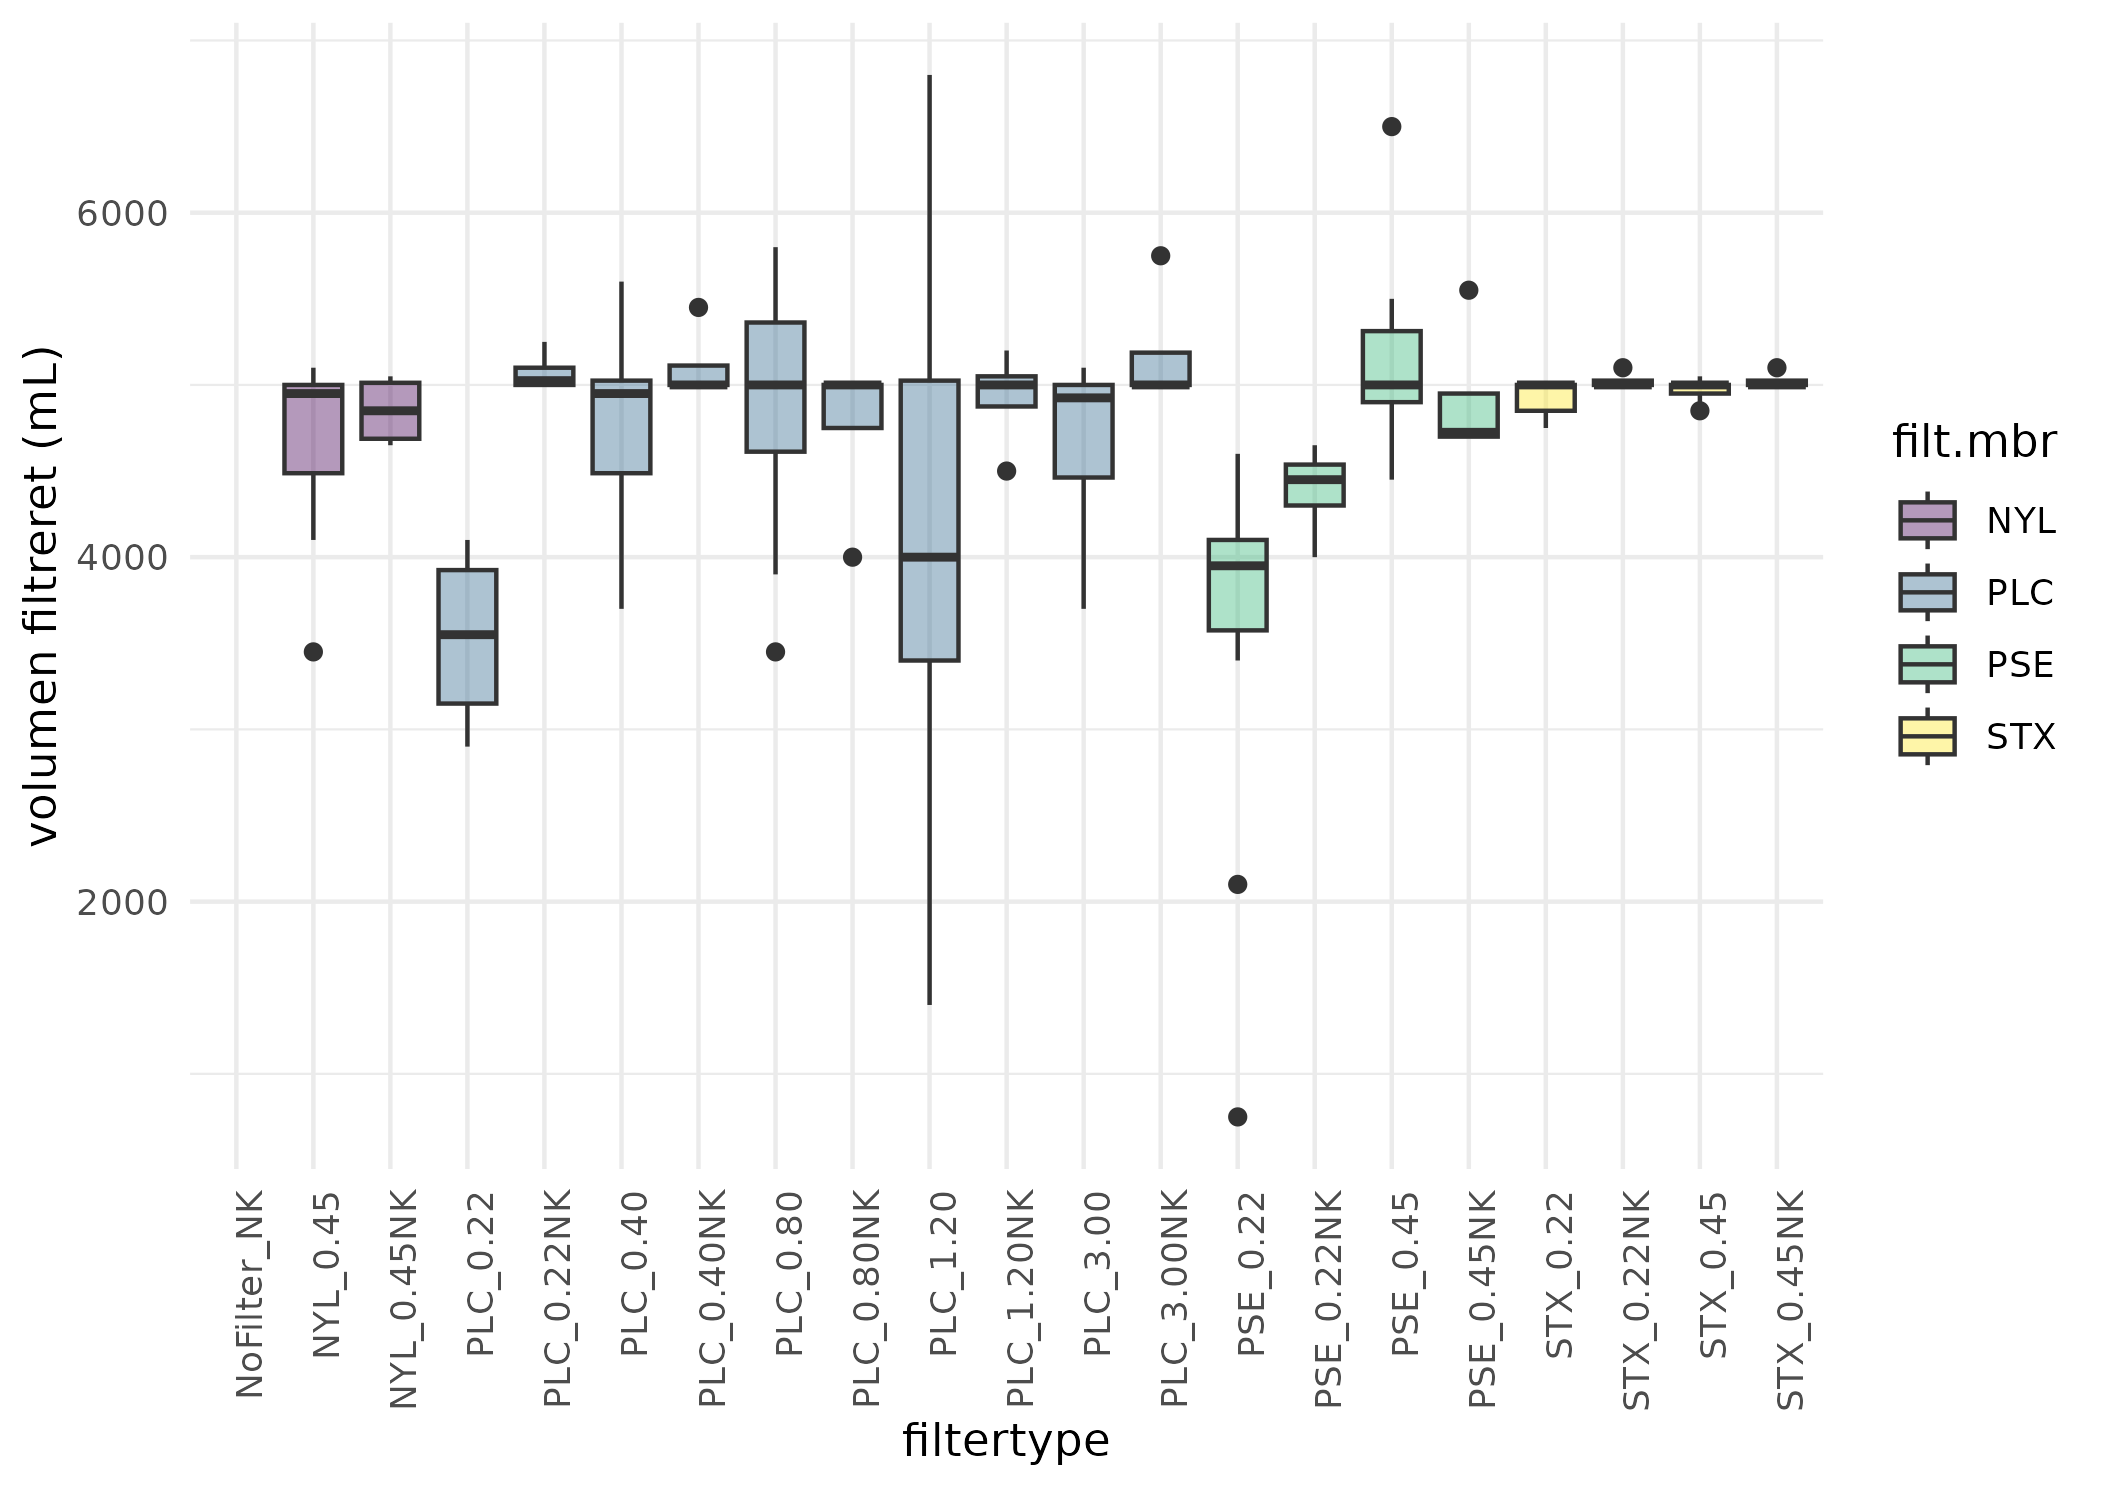 volumen filtreret (mL)
6000
4000
2000
NoFilter_NK
NYL_0.45
NYL_0.45NK
PLC_0.22
PLC_0.22NK
PLC_0.40
PLC_0.40NK
PLC_0.80
PLC_0.80NK
PLC_1.20
PLC_1.20NK
PLC_3.00
PLC_3.00NK
PSE_0.22
PSE_0.22NK
PSE_0.45
PSE_0.45NK
STX_0.22
STX_0.22NK
STX_0.45
STX_0.45NK
filtertype
filt.mbr
NYL
PLC
PSE
STX